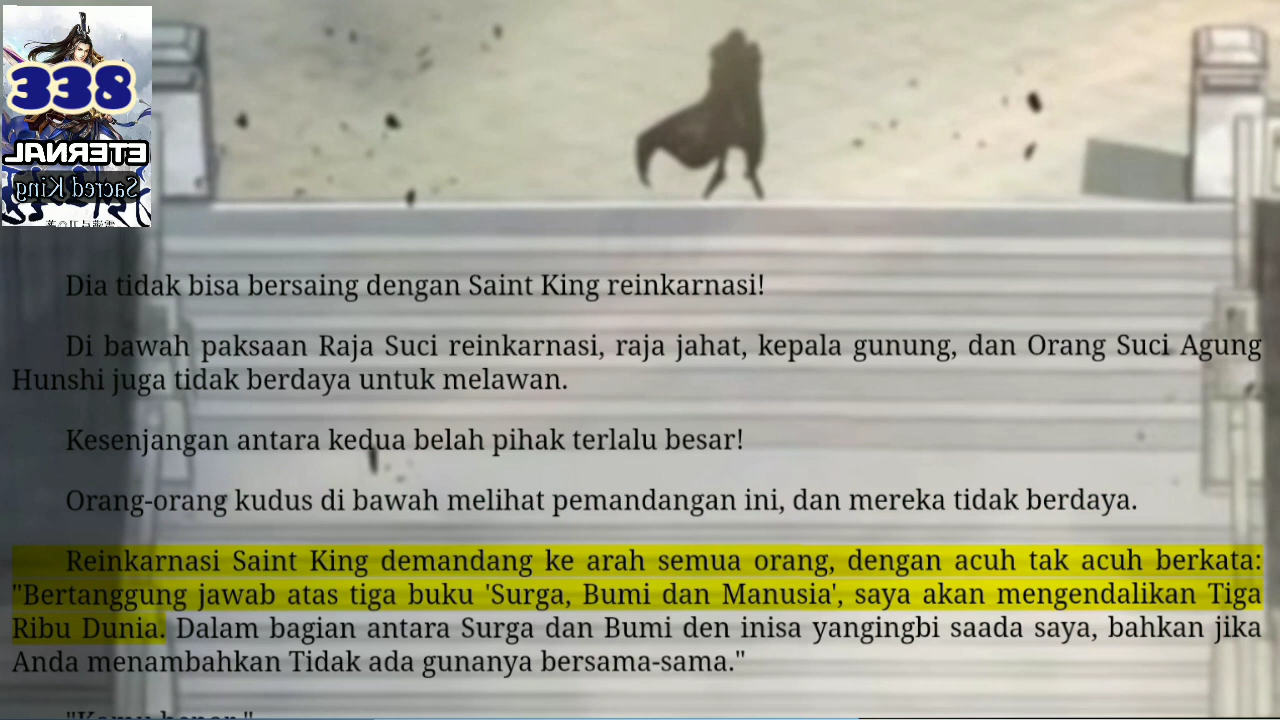 338
ETERNAL
Sacred King
Dia tidak bisa bersaing dengan Saint King reinkarnasi!
Di bawah paksaan Raja Suci reinkarnasi, raja jahat, kepala gunung, dan Orang Suci Agung
Hunshi juga tidak berdaya untuk melawan.
Kesenjangan antara kedua belah pihak terlalu besar!
Orang-orang kudus di bawah melihat pemandangan ini, dan mereka tidak berdaya.
Reinkarnasi Saint King demandang ke arah semua orang, dengan acuh tak acuh berkata:
"Bertanggung jawab atas tiga buku 'Surga, Bumi dan Manusia', saya akan mengendalikan Tiga
Ribu Dunia. Dalam bagian antara Surga dan Bumi den inisa yangingbi saada saya, bahkan jika
Anda menambahkan Tidak ada gunanya bersama-sama."